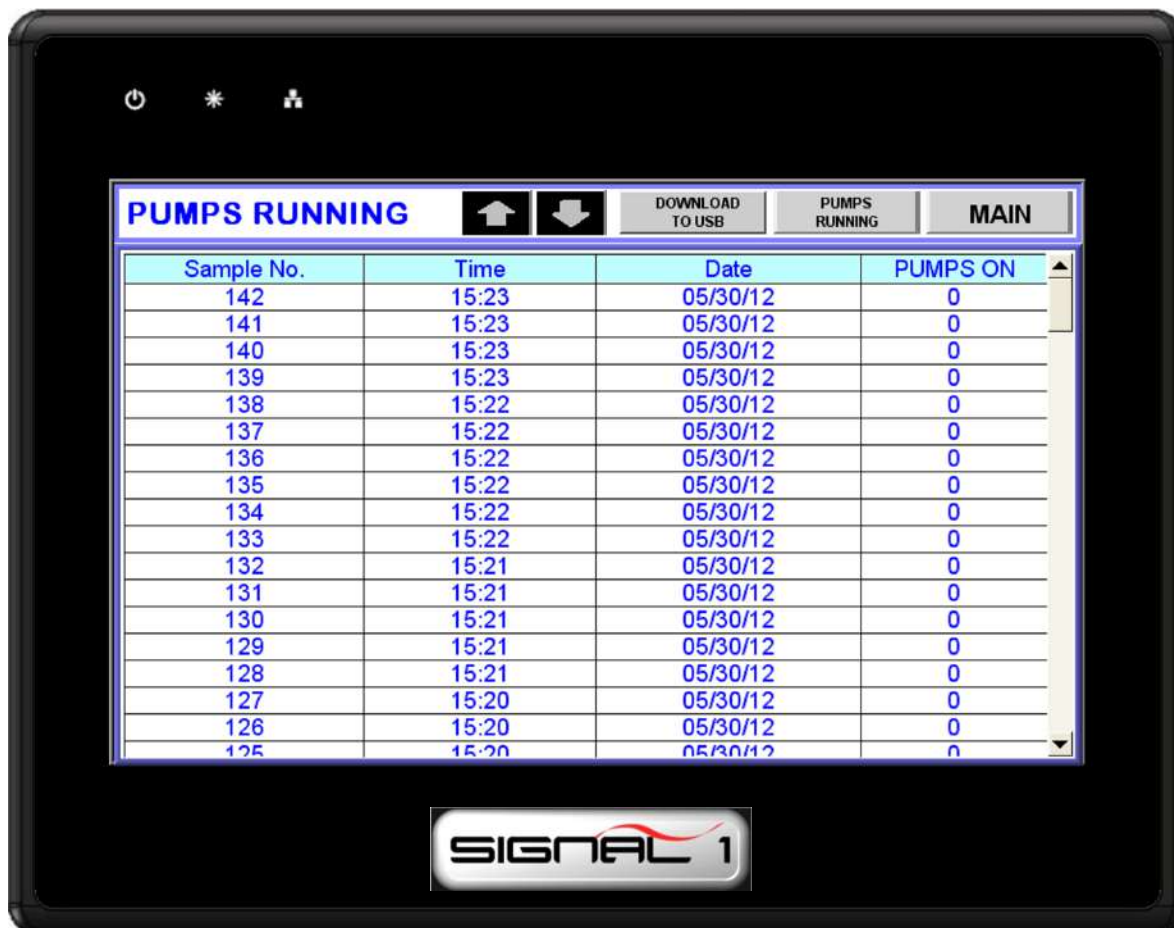 PUMPS RUNNING
DOWNLOAD
TO USB
PUMPS
RUNNING
MAIN
Sample No. Time Date PUMPS ON
142 15:23 05/30/12 0
141 15:23 05/30/12 0
140 15:23 05/30/12 0
139 15:23 05/30/12 0
138 15:22 05/30/12 0
137 15:22 05/30/12 0
136 15:22 05/30/12 0
135 15:22 05/30/12 0
134 15:22 05/30/12 0
133 15:22 05/30/12 0
132 15:21 05/30/12 0
131 15:21 05/30/12 0
130 15:21 05/30/12 0
129 15:21 05/30/12 0
128 15:21 05/30/12 0
127 15:20 05/30/12 0
126 15:20 05/30/12 0
125 15:20 05/30/12 0
SIGNAL 1